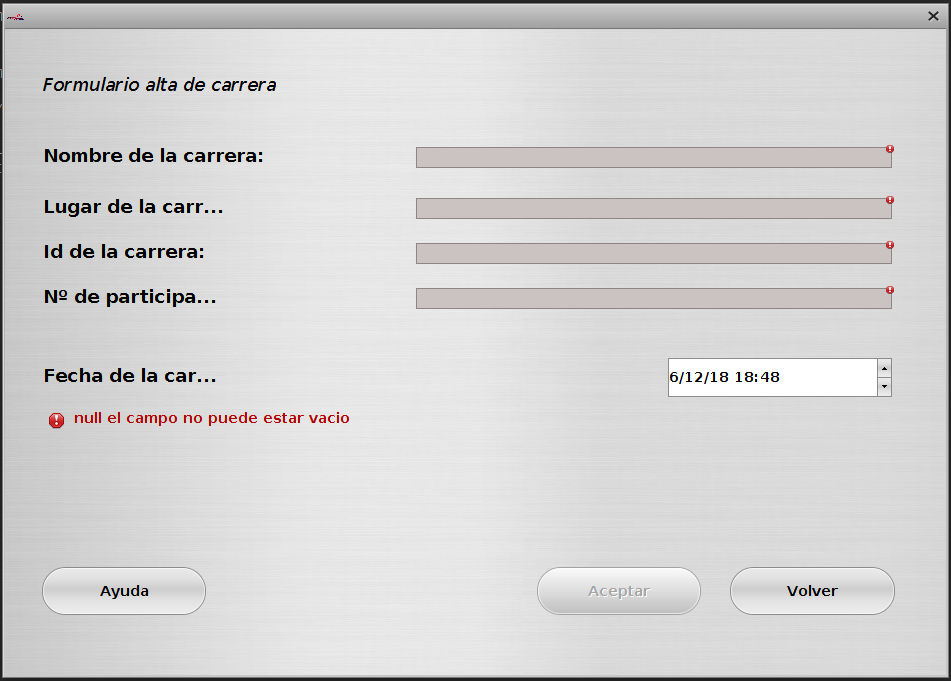 Formulario alta de carrera
Nombre de la carrera:
Lugar de la carr...
Id de la carrera:
Nº de participa...
Fecha de la car...
6/12/18 18:48
null el campo no puede estar vacio
Ayuda
Aceptar
Volver